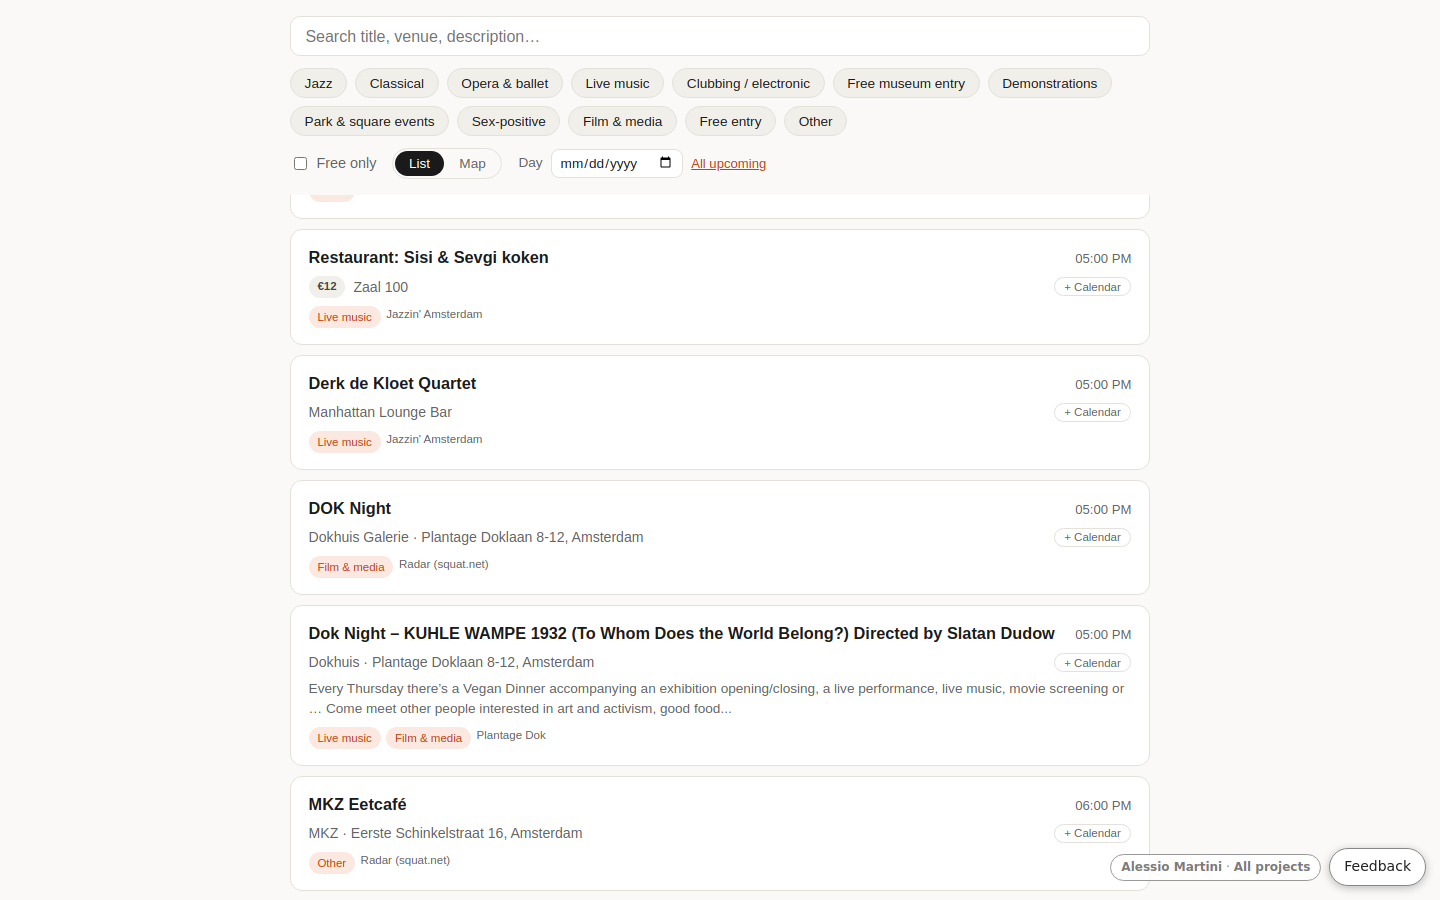 Search title, venue, description…
Jazz Classical Opera & ballet Live music Clubbing / electronic Free museum entry Demonstrations
Park & square events Sex-positive Film & media Free entry Other
Free only List Map Day mm/dd/yyyy All upcoming
Restaurant: Sisi & Sevgi koken 05:00 PM
€12 Zaal 100 + Calendar
Live music Jazzin' Amsterdam
Derk de Kloet Quartet 05:00 PM
Manhattan Lounge Bar + Calendar
Live music Jazzin' Amsterdam
DOK Night 05:00 PM
Dokhuis Galerie · Plantage Doklaan 8-12, Amsterdam + Calendar
Film & media Radar (squat.net)
Dok Night – KUHLE WAMPE 1932 (To Whom Does the World Belong?) Directed by Slatan Dudow 05:00 PM
Dokhuis · Plantage Doklaan 8-12, Amsterdam + Calendar
Every Thursday there's a Vegan Dinner accompanying an exhibition opening/closing, a live performance, live music, movie screening or
… Come meet other people interested in art and activism, good food...
Live music Film & media Plantage Dok
MKZ Eetcafé 06:00 PM
MKZ · Eerste Schinkelstraat 16, Amsterdam + Calendar
Other Radar (squat.net)
Alessio Martini · All projects Feedback